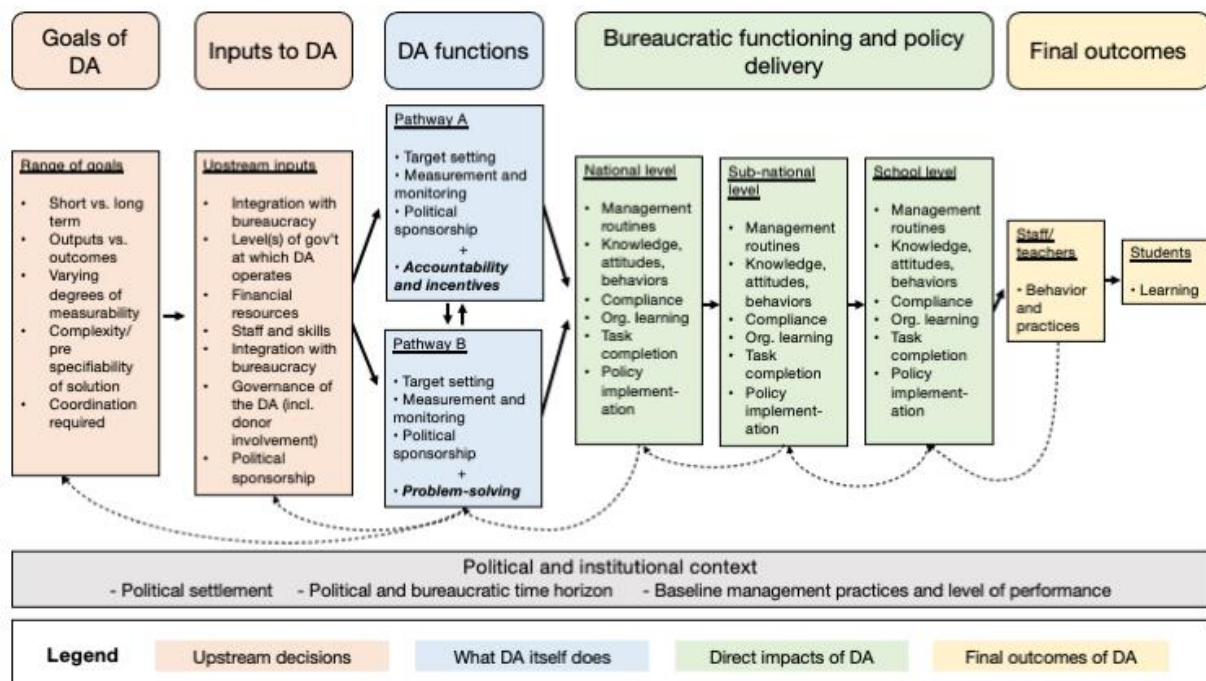 Goals of
DA
Inputs to DA
DA functions
Bureaucratic functioning and policy
delivery
Final outcomes
Range of goals
• Short vs. long
term
• Outputs vs.
outcomes
• Varying
degrees of
measurability
• Complexity/
pre
specifiability
of solution
• Coordination
required
Upstream inputs
• Integration with
bureaucracy
• Level(s) of gov"t
at which DA
operates
• Financial
resources
• Staff and skills
• Integration with
bureaucracy
• Governance of
the DA (incl.
donor
involvement)
• Political
sponsorship
Pathway A
• Target setting
• Measurement and
monitoring
• Political
sponsorship
+
• Accountability
and incentives
Pathway B
• Target setting
• Measurement and
monitoring
• Political
sponsorship
+
• Problem-solving
National level
• Management
routines
• Knowledge,
attitudes,
behaviors
• Compliance
• Org. learning
• Task
completion
• Policy
implement-
ation
Sub-national
level
• Management
routines
• Knowledge,
attitudes,
behaviors
• Compliance
• Org. learning
• Task
completion
• Policy
implement-
ation
School level
• Management
routines
• Knowledge,
attitudes,
behaviors
• Compliance
• Org. learning
• Task
completion
• Policy
implement-
ation
Staff/
teachers
• Behavior
and
practices
Students
• Learning
Political and institutional context
- Political settlement - Political and bureaucratic time horizon - Baseline management practices and level of performance
Legend
Upstream decisions
What DA itself does
Direct impacts of DA
Final outcomes of DA